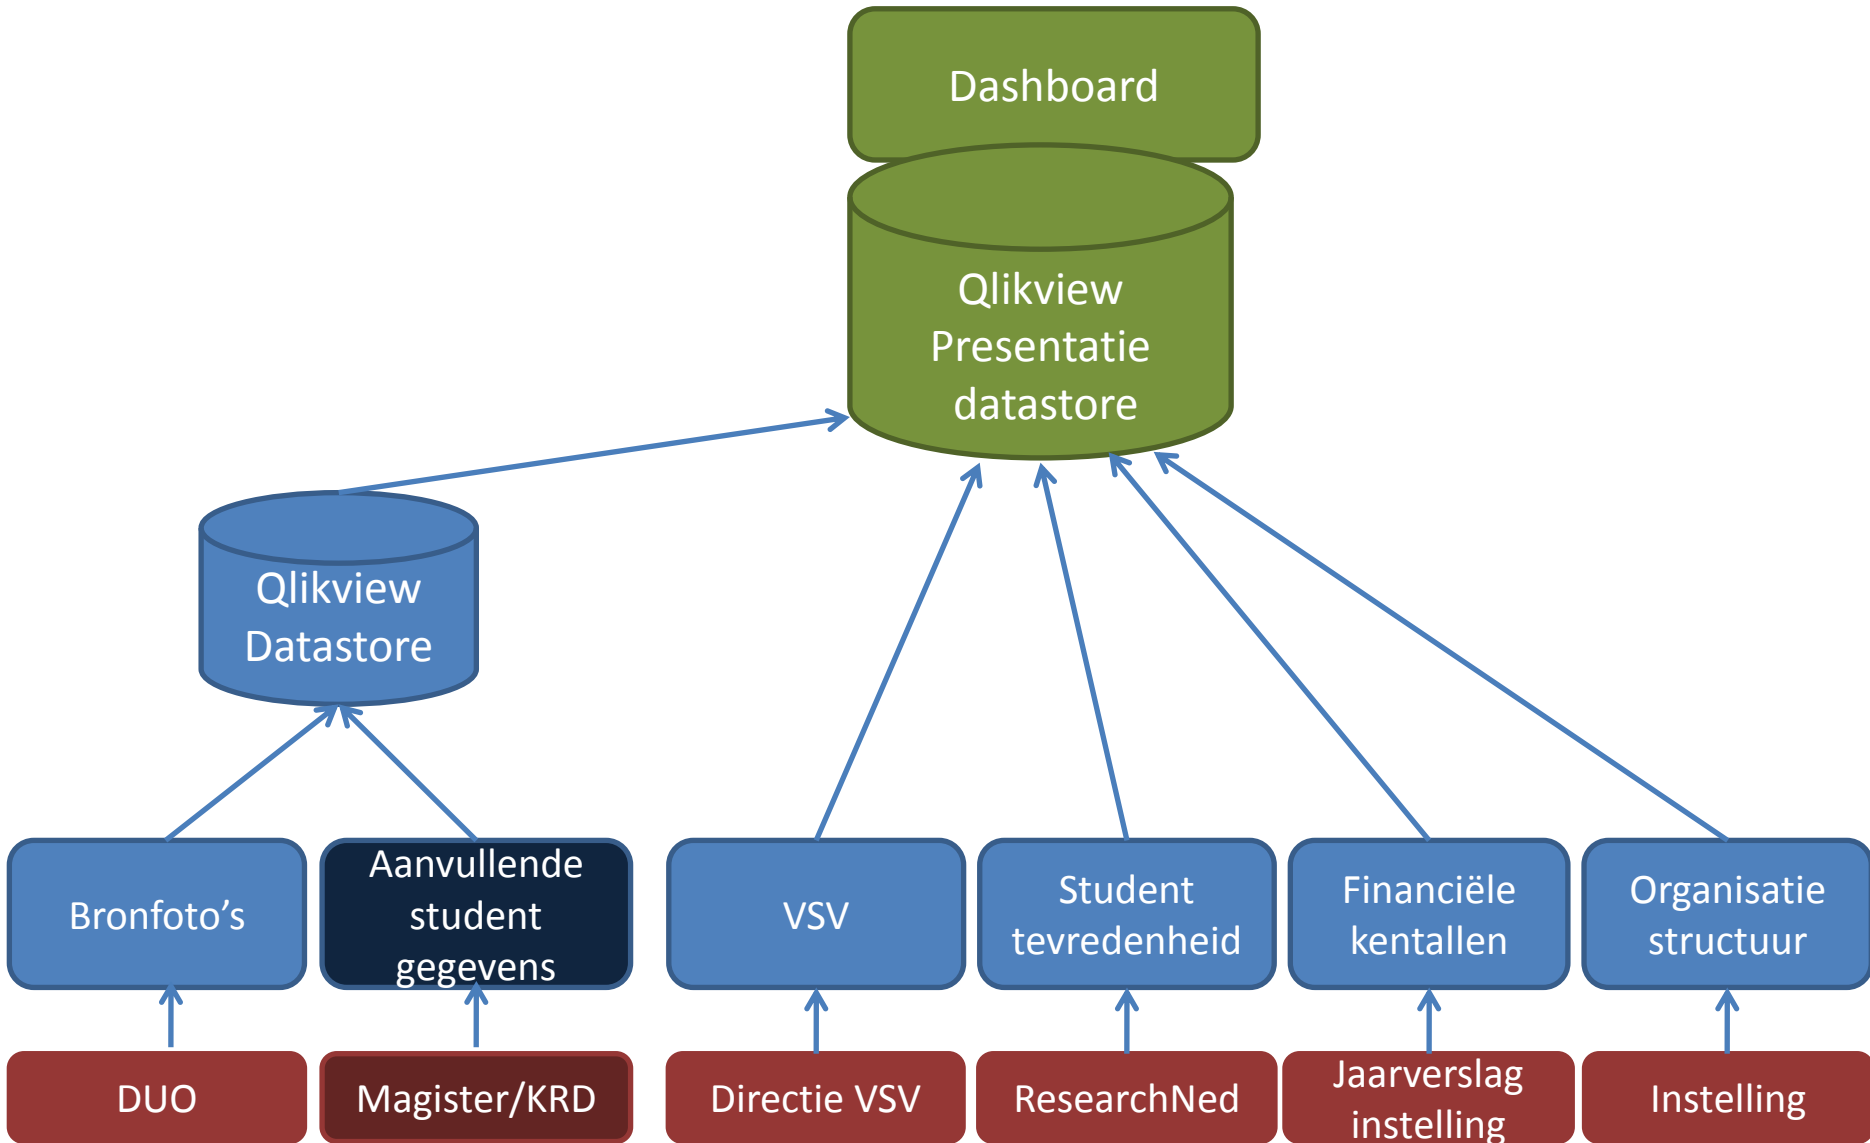 Dashboard
Qlikview
Presentatie
datastore
Qlikview
Datastore
Bronfoto’s
Aanvullende
student
gegevens
VSV
Student
tevredenheid
Financiële
kentallen
Organisatie
structuur
DUO
Magister/KRD
Directie VSV
ResearchNed
Jaarverslag
instelling
Instelling